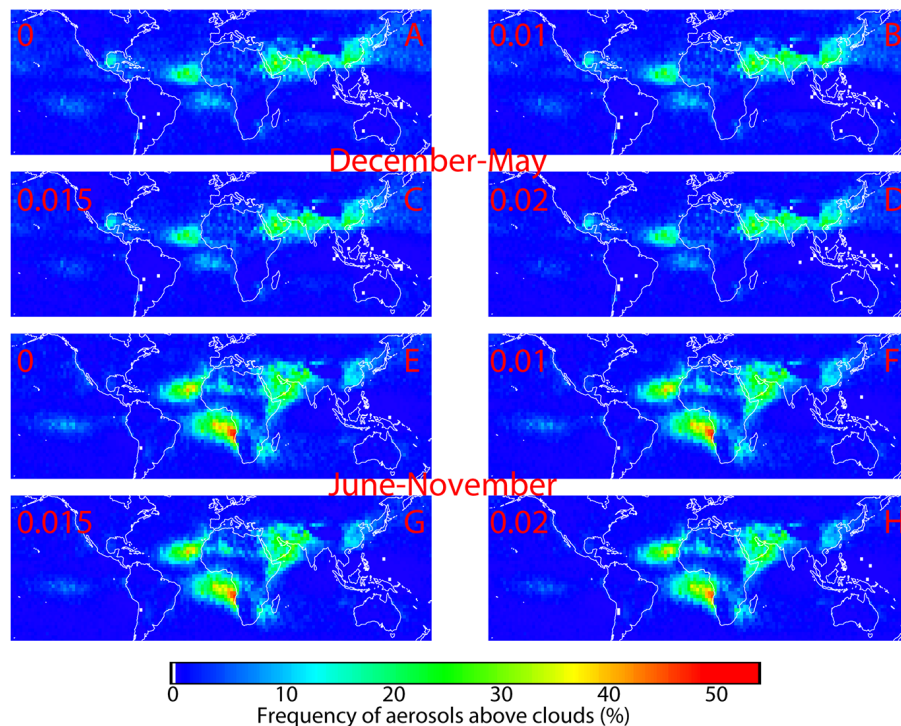 0 A 0.01 B
December-May
0.015 C 0.02 D
0 E 0.01 F
June-November
0.015 G 0.02 H
0 10 20 30 40 50
Frequency of aerosols above clouds (%)